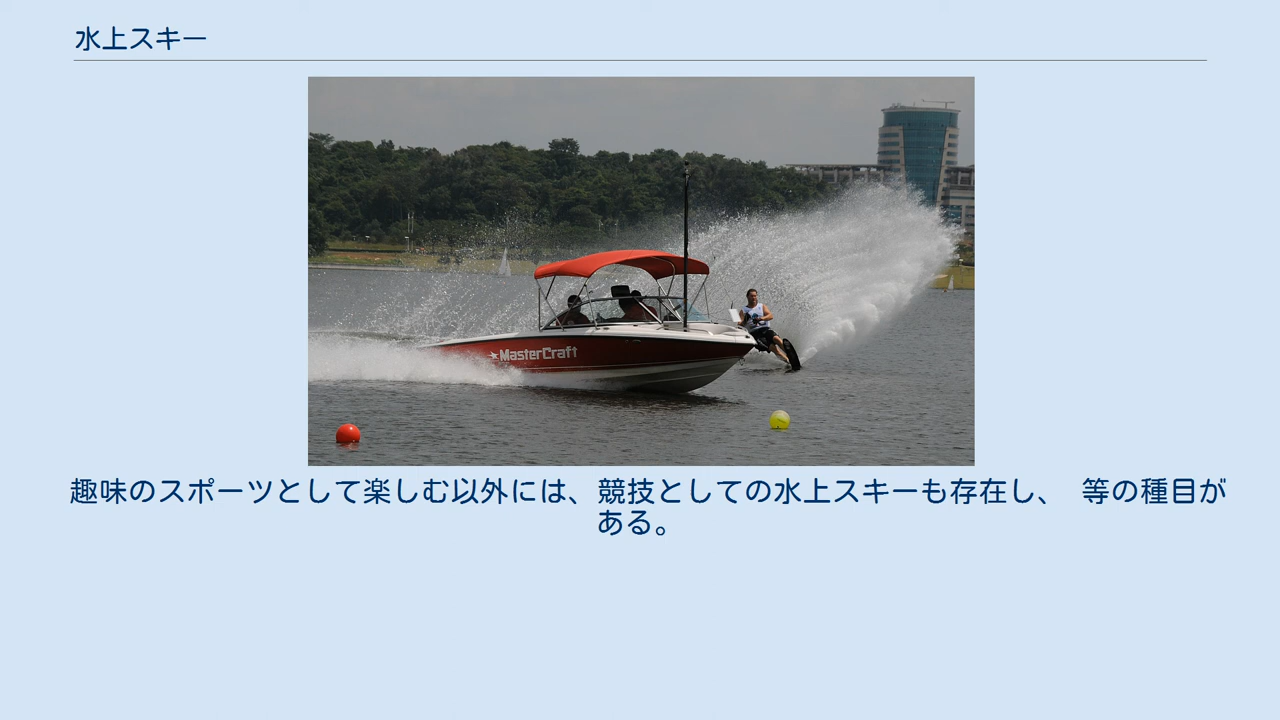 水上スキー
MasterCraft
趣味のスポーツとして楽しむ以外には、競技としての水上スキーも存在し、 等の種目が
ある。